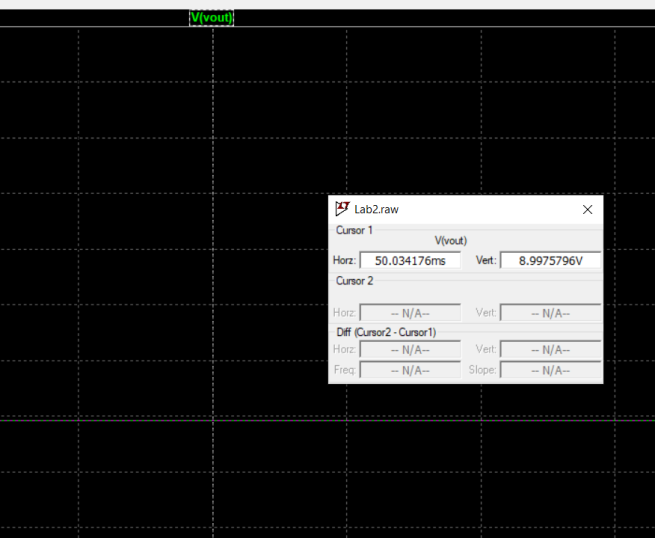 V(vout)
Lab2.raw
Cursor 1
V(vout)
Horz: 50.034176ms Vert: 8.9975796V
Cursor 2
Horz: -- N/A-- Vert: -- N/A--
Diff (Cursor2 - Cursor1)
Horz: -- N/A-- Vert: -- N/A--
Freq: -- N/A-- Slope: -- N/A--